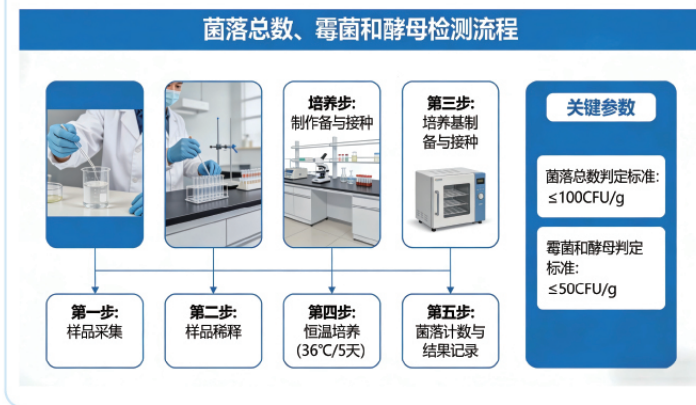 菌落总数、霉菌和酵母检测流程
培养步:
制作备与接种
第三步:
培养基制
备与接种
关键参数
菌落总数判定标准:
≤100CFU/g
霉菌和酵母判定
标准:
≤50CFU/g
第一步:
样品采集
第二步:
样品稀释
第四步:
恒温培养
(36℃/5天)
第五步:
菌落计数与
结果记录